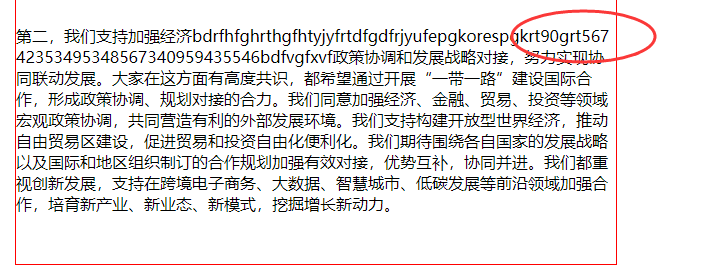 第二，我们支持加强经济bdrfhfghrthgfhtyjyfrtdfgdfrjyufepgkorespgkrt90grt567
42353495348567340959435546bdfvgfxvf政策协调和发展战略对接，努力实现协
同联动发展。大家在这方面有高度共识，都希望通过开展“一带一路”建设国际合
作，形成政策协调、规划对接的合力。我们同意加强经济、金融、贸易、投资等领域
宏观政策协调，共同营造有利的外部发展环境。我们支持构建开放型世界经济，推动
自由贸易区建设，促进贸易和投资自由化便利化。我们期待围绕各自国家的发展战略
以及国际和地区组织制订的合作规划加强有效对接，优势互补，协同并进。我们都重
视创新发展，支持在跨境电子商务、大数据、智慧城市、低碳发展等前沿领域加强合
作，培育新产业、新业态、新模式，挖掘增长新动力。